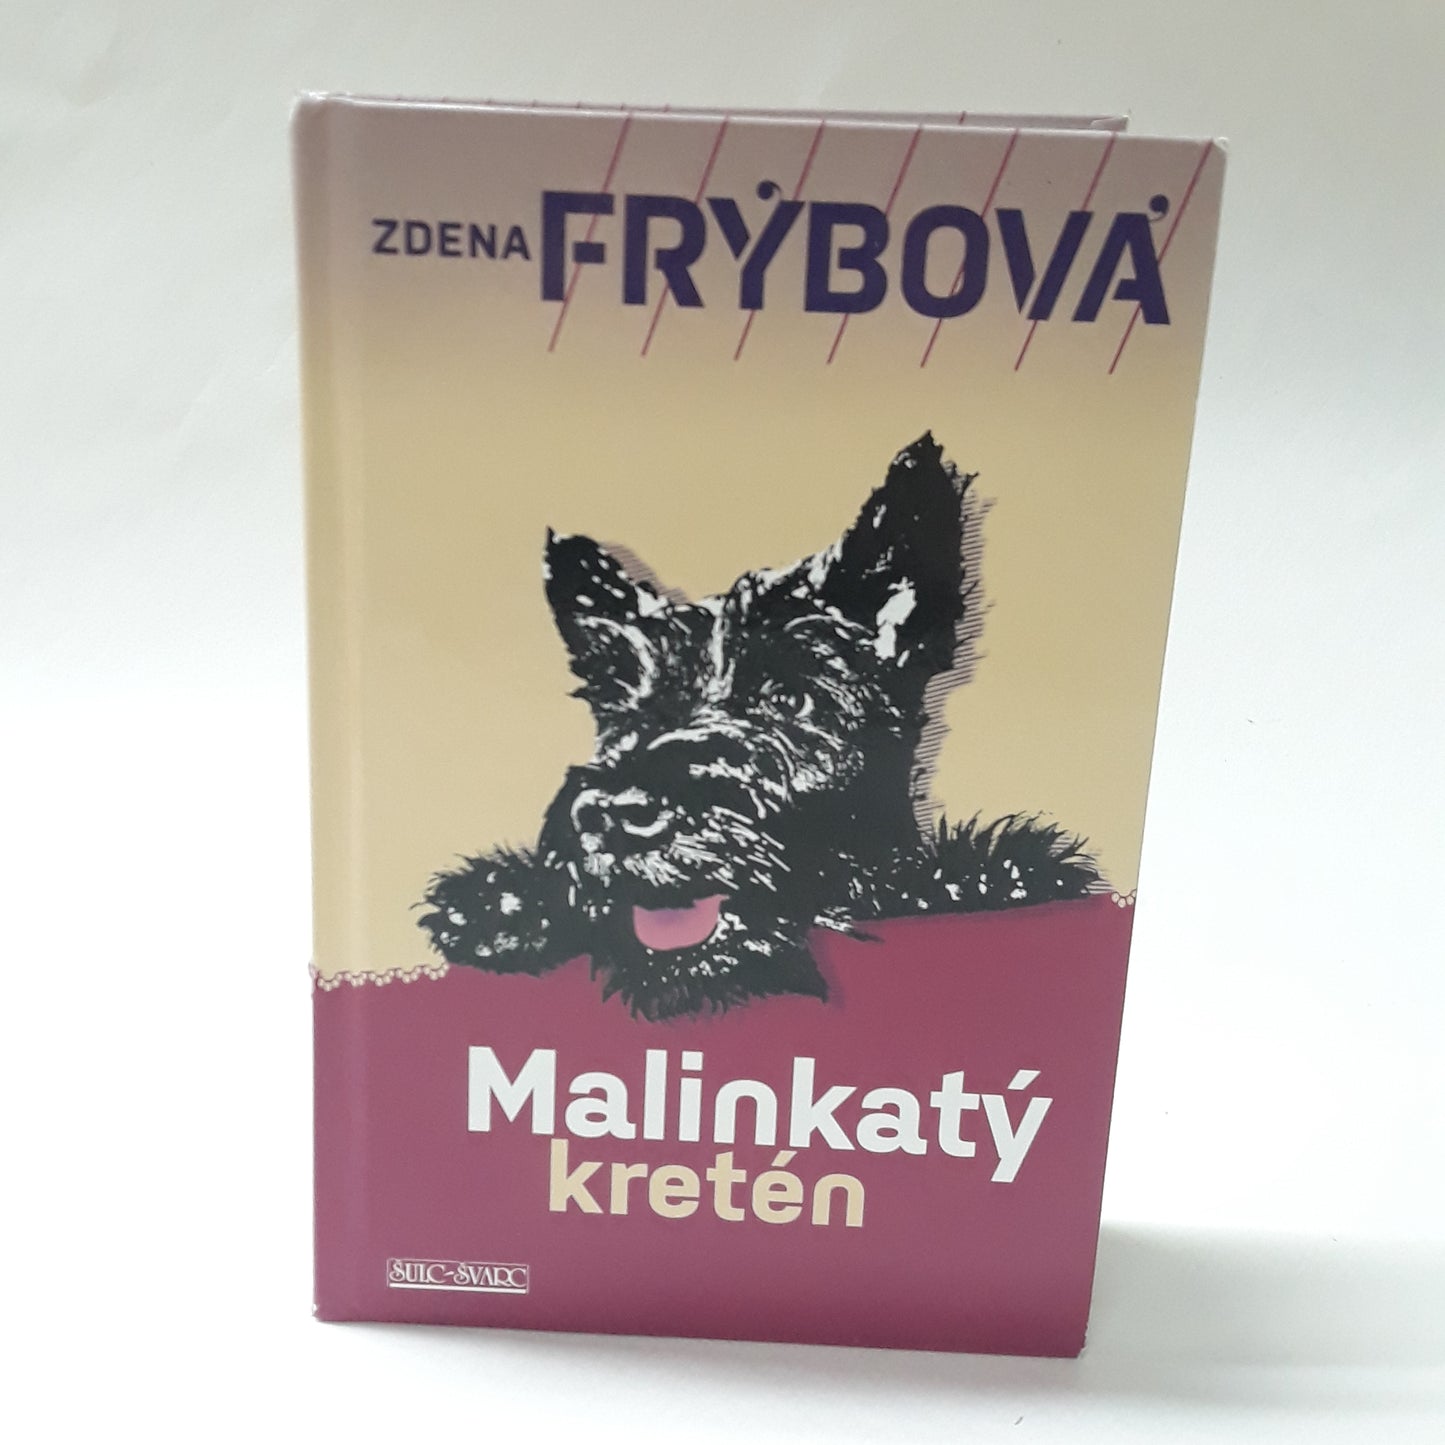 ZDENA FRÝBOVÁ
Malinkatý
kretén
ŠULC-ŠVARC